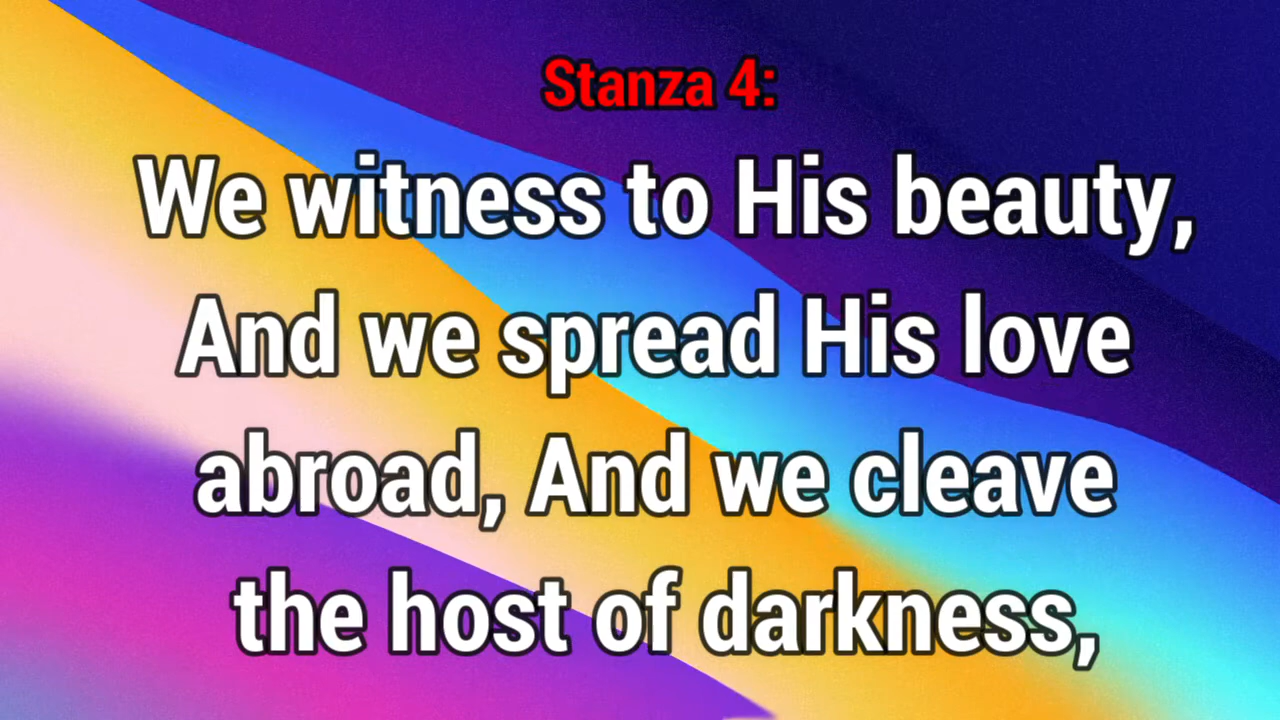 Stanza 4:
We witness to His beauty,
And we spread His love
abroad, And we cleave
the host of darkness,